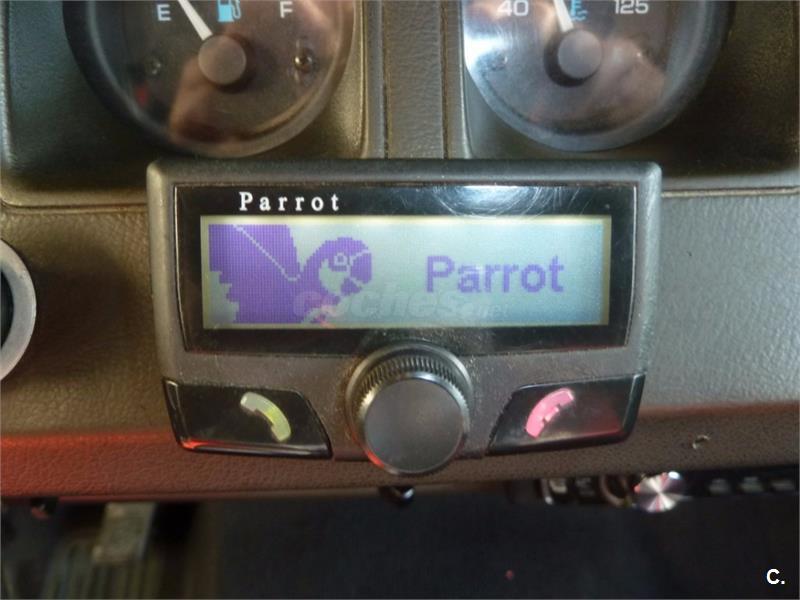 E F
40 125
Parrot
Parrot
coches.net
C.